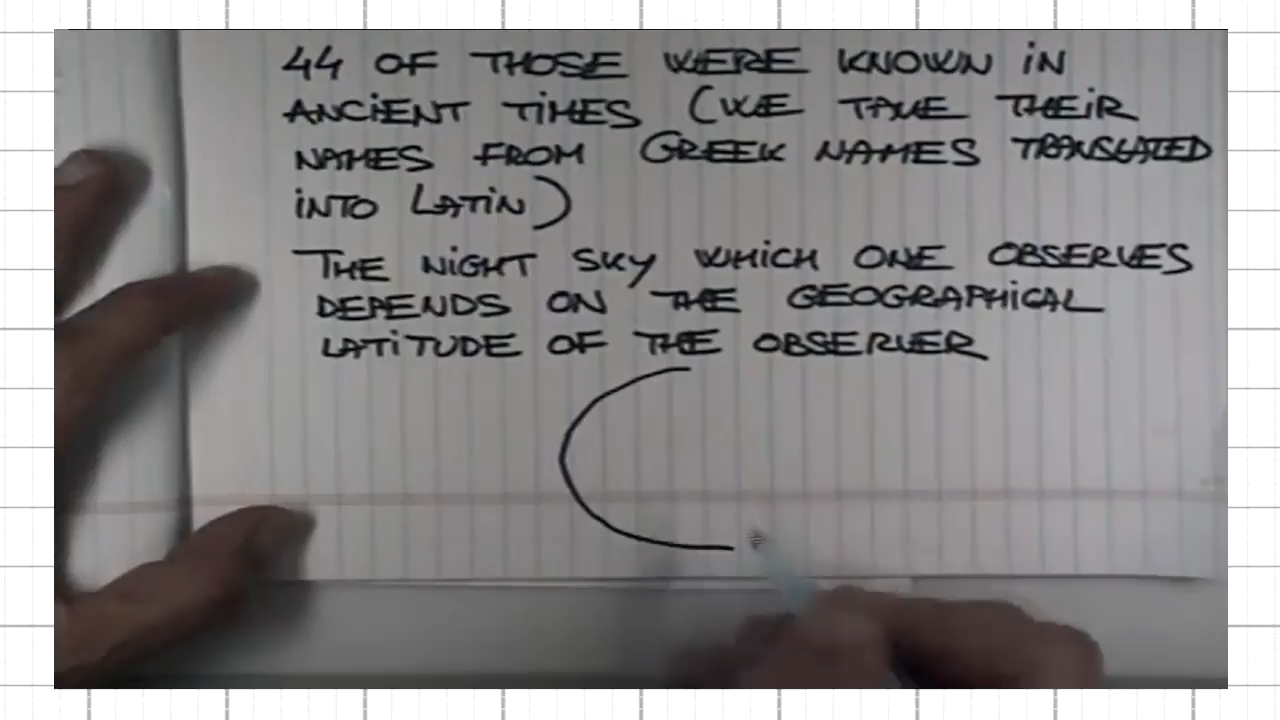 44 OF THOSE WERE KNOWN IN
ANCIENT TIMES (WE TAKE THEIR
NAMES FROM GREEK NAMES TRANSLATED
INTO LATIN)
THE NIGHT SKY WHICH ONE OBSERVES
DEPENDS ON THE GEOGRAPHICAL
LATITUDE OF THE OBSERVER